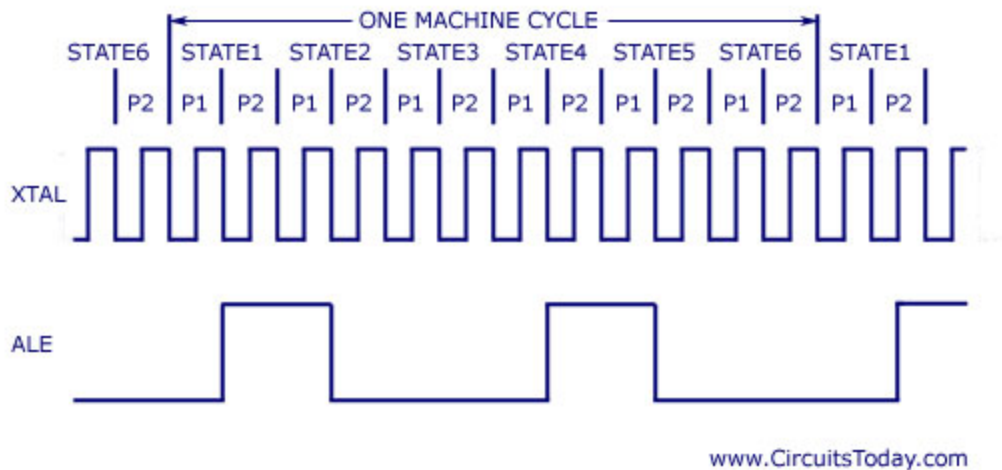 ONE MACHINE CYCLE
STATE6 STATE1 STATE2 STATE3 STATE4 STATE5 STATE6 STATE1
P2 P1 P2 P1 P2 P1 P2 P1 P2 P1 P2 P1 P2 P1 P2
XTAL
ALE
www.CircuitsToday.com